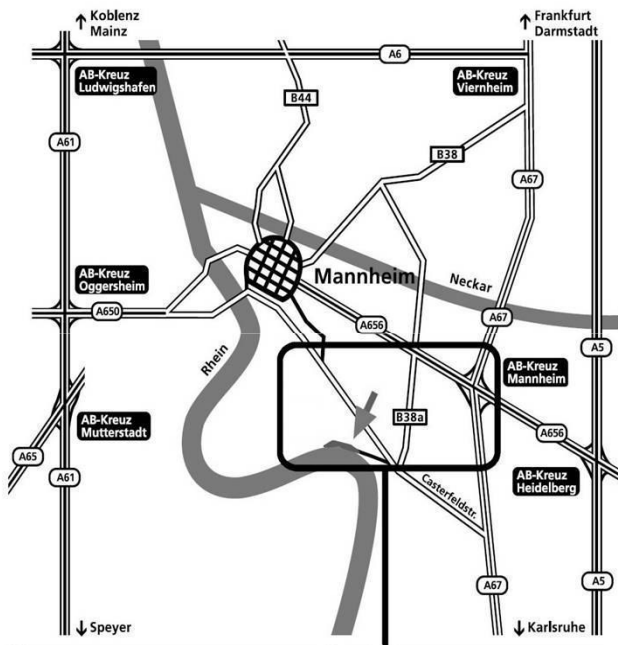 Koblenz
Mainz
Frankfurt
Darmstadt
A6
AB-Kreuz
Ludwigshafen
AB-Kreuz
Viernheim
B44
A61
B38
A67
Mannheim
Neckar
AB-Kreuz
Oggersheim
A650
A67
A656
A5
Rhein
AB-Kreuz
Mannheim
AB-Kreuz
Mutterstadt
B38a
A656
A65
A61
AB-Kreuz
Heidelberg
Casterfeldstr.
A67
A5
Speyer
Karlsruhe